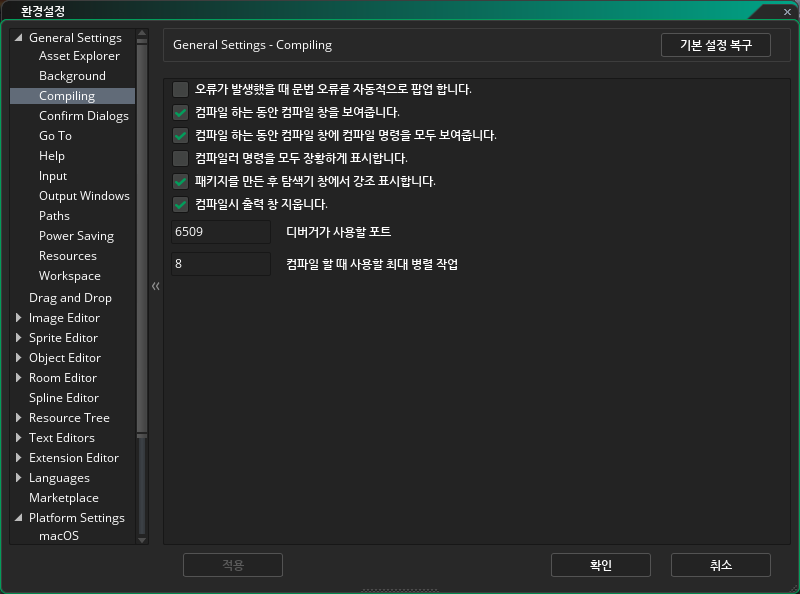 환경설정
General Settings
Asset Explorer
Background
Compiling
Confirm Dialogs
Go To
Help
Input
Output Windows
Paths
Power Saving
Resources
Workspace
Drag and Drop
Image Editor
Sprite Editor
Object Editor
Room Editor
Spline Editor
Resource Tree
Text Editors
Extension Editor
Languages
Marketplace
Platform Settings
macOS
General Settings - Compiling
기본 설정 복구
오류가 발생했을 때 문법 오류를 자동적으로 팝업 합니다.
컴파일 하는 동안 컴파일 창을 보여줍니다.
컴파일 하는 동안 컴파일 창에 컴파일 명령을 모두 보여줍니다.
컴파일러 명령을 모두 장황하게 표시합니다.
패키지를 만든 후 탐색기 창에서 강조 표시합니다.
컴파일시 출력 창 지웁니다.
6509 디버거가 사용할 포트
8 컴파일 할 때 사용할 최대 병렬 작업
적용
확인
취소